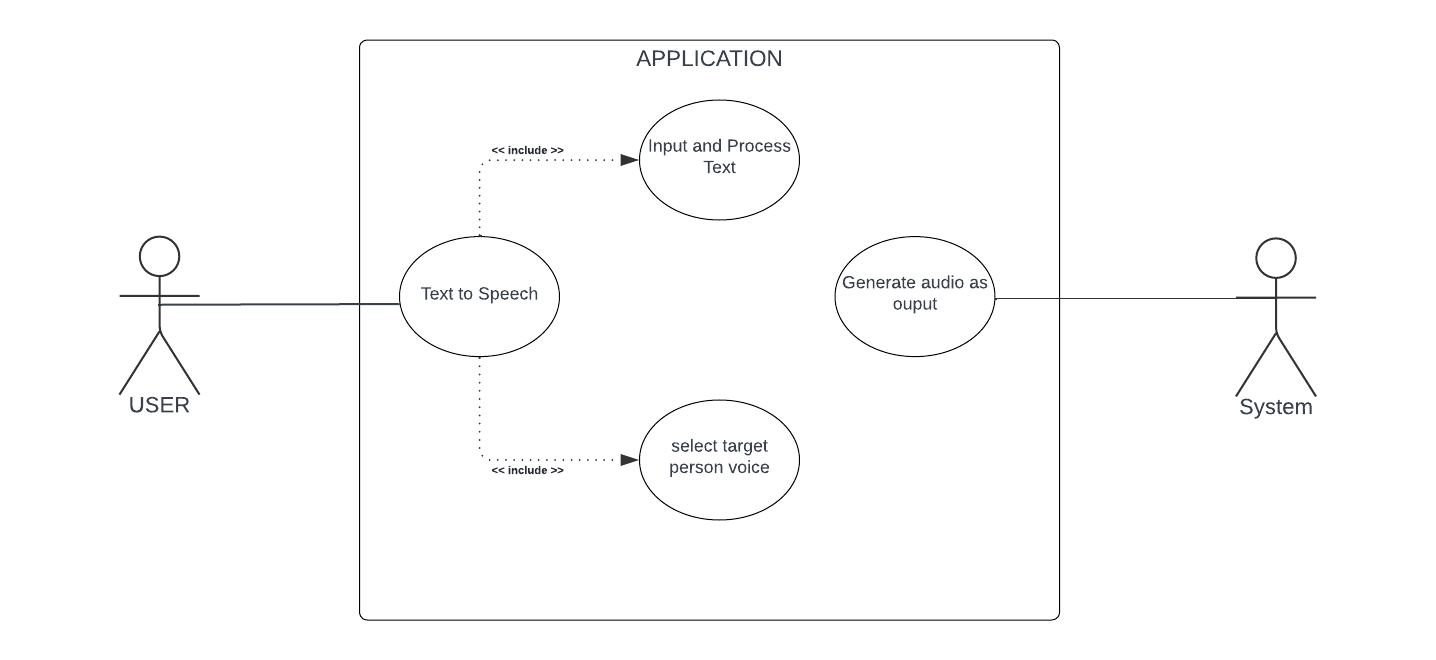 APPLICATION
<< include >>
Input and Process
Text
Text to Speech
Generate audio as
ouput
USER
System
select target
person voice
<< include >>